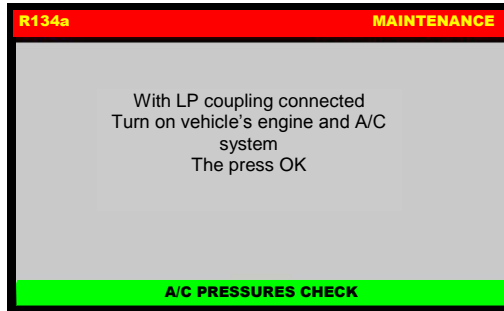 R134a MAINTENANCE
With LP coupling connected
Turn on vehicle’s engine and A/C
system
The press OK
A/C PRESSURES CHECK